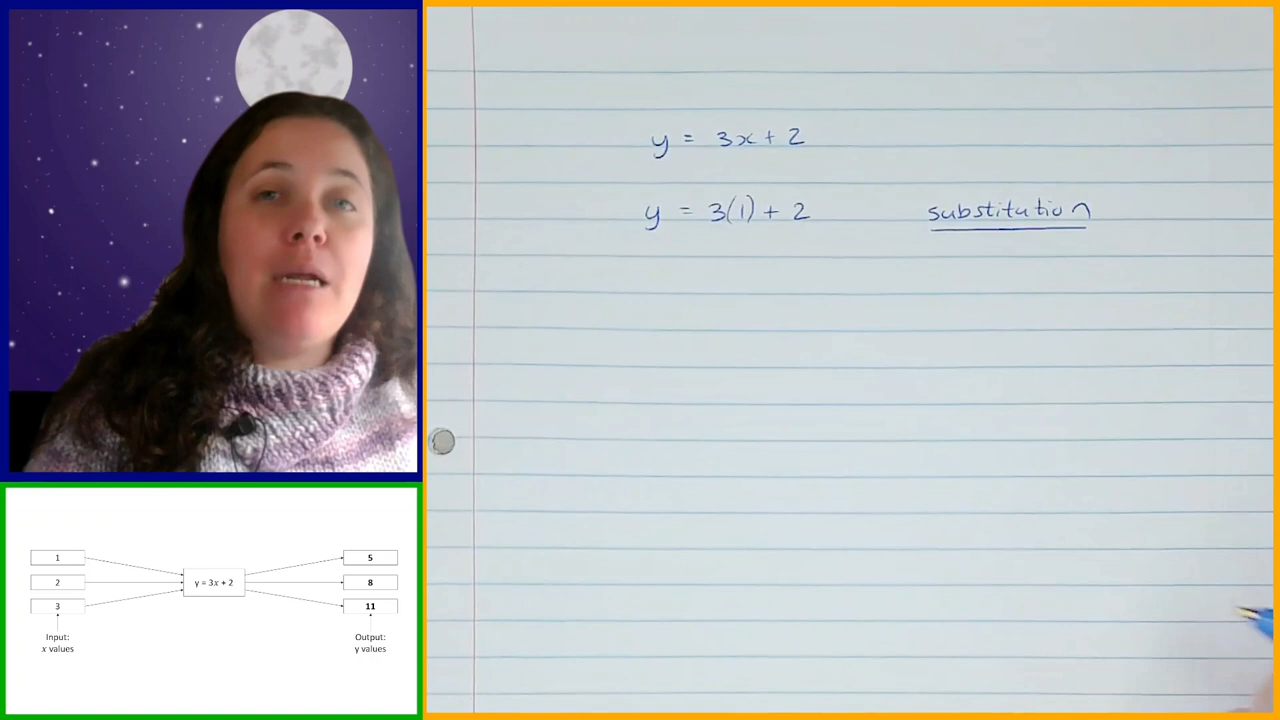 y = 3x + 2
y = 3(1) + 2 substitution
1
2
3
y = 3x + 2
5
8
11
Input:
x values
Output:
y values